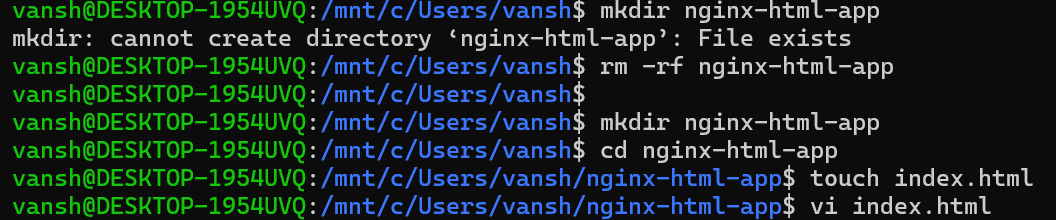 vansh@DESKTOP-1954UVQ:/mnt/c/Users/vansh$ mkdir nginx-html-app
mkdir: cannot create directory ‘nginx-html-app’: File exists
vansh@DESKTOP-1954UVQ:/mnt/c/Users/vansh$ rm -rf nginx-html-app
vansh@DESKTOP-1954UVQ:/mnt/c/Users/vansh$
vansh@DESKTOP-1954UVQ:/mnt/c/Users/vansh$ mkdir nginx-html-app
vansh@DESKTOP-1954UVQ:/mnt/c/Users/vansh$ cd nginx-html-app
vansh@DESKTOP-1954UVQ:/mnt/c/Users/vansh/nginx-html-app$ touch index.html
vansh@DESKTOP-1954UVQ:/mnt/c/Users/vansh/nginx-html-app$ vi index.html